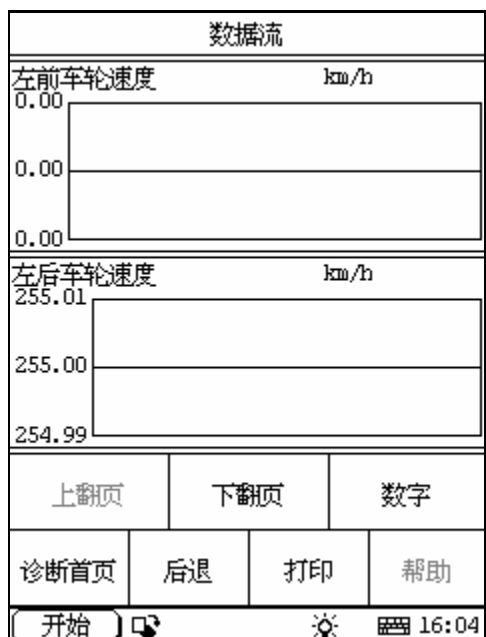 数据流
左前车轮速度 km/h
0.00
0.00
0.00
左后车轮速度 km/h
255.01
255.00
254.99
上翻页 下翻页 数字
诊断首页 后退 打印 帮助
开始 16:04